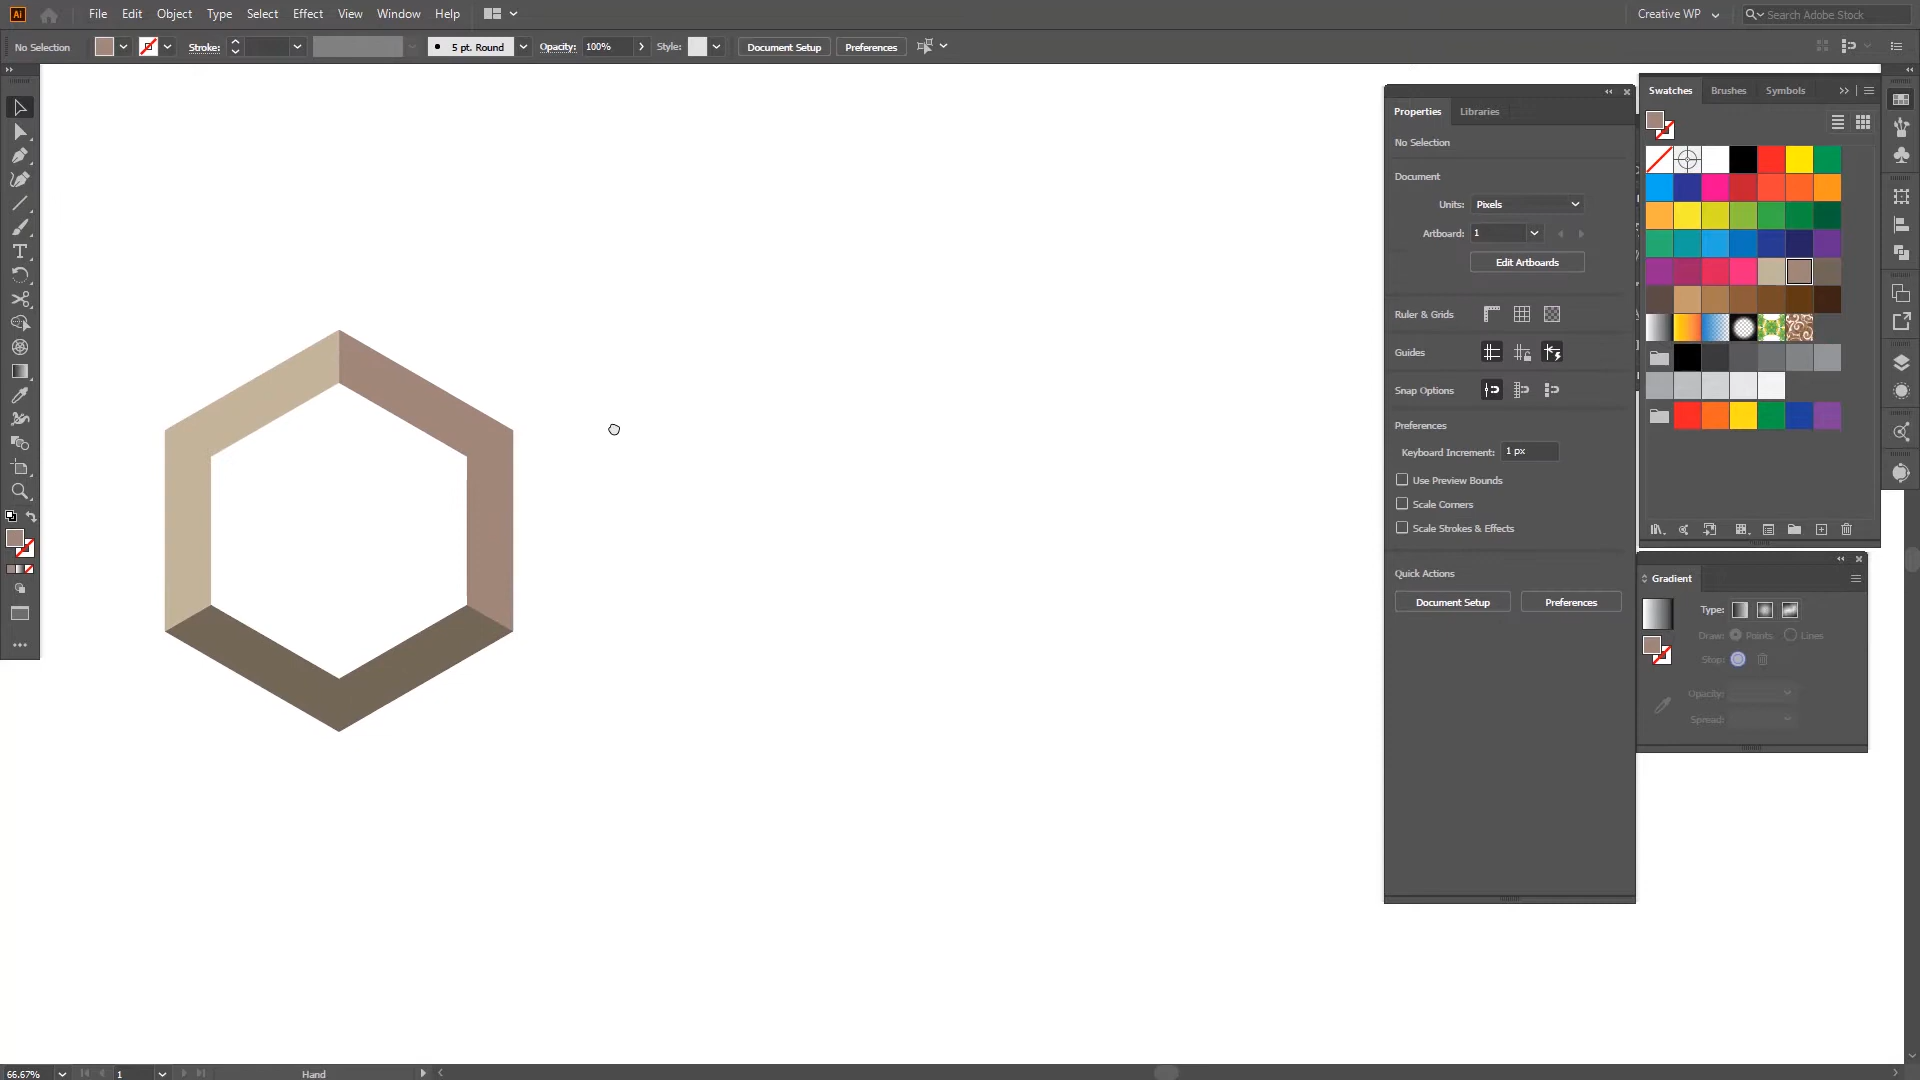 Ai File Edit Object Type Select Effect View Window Help Creative WP Search Adobe Stock
No Selection Stroke: 5 pt. Round Opacity: 100% Style: Document Setup Preferences
Properties Libraries
No Selection
Document
Units: Pixels
Artboard: 1
Edit Artboards
Ruler & Grids
Guides
Snap Options
Preferences
Keyboard Increment: 1 px
Use Preview Bounds
Scale Corners
Scale Strokes & Effects
Quick Actions
Document Setup Preferences
Swatches Brushes Symbols
Gradient
Type:
Draw: Points Lines
Stop:
Opacity:
Spread:
T
66.67% 1 Hand